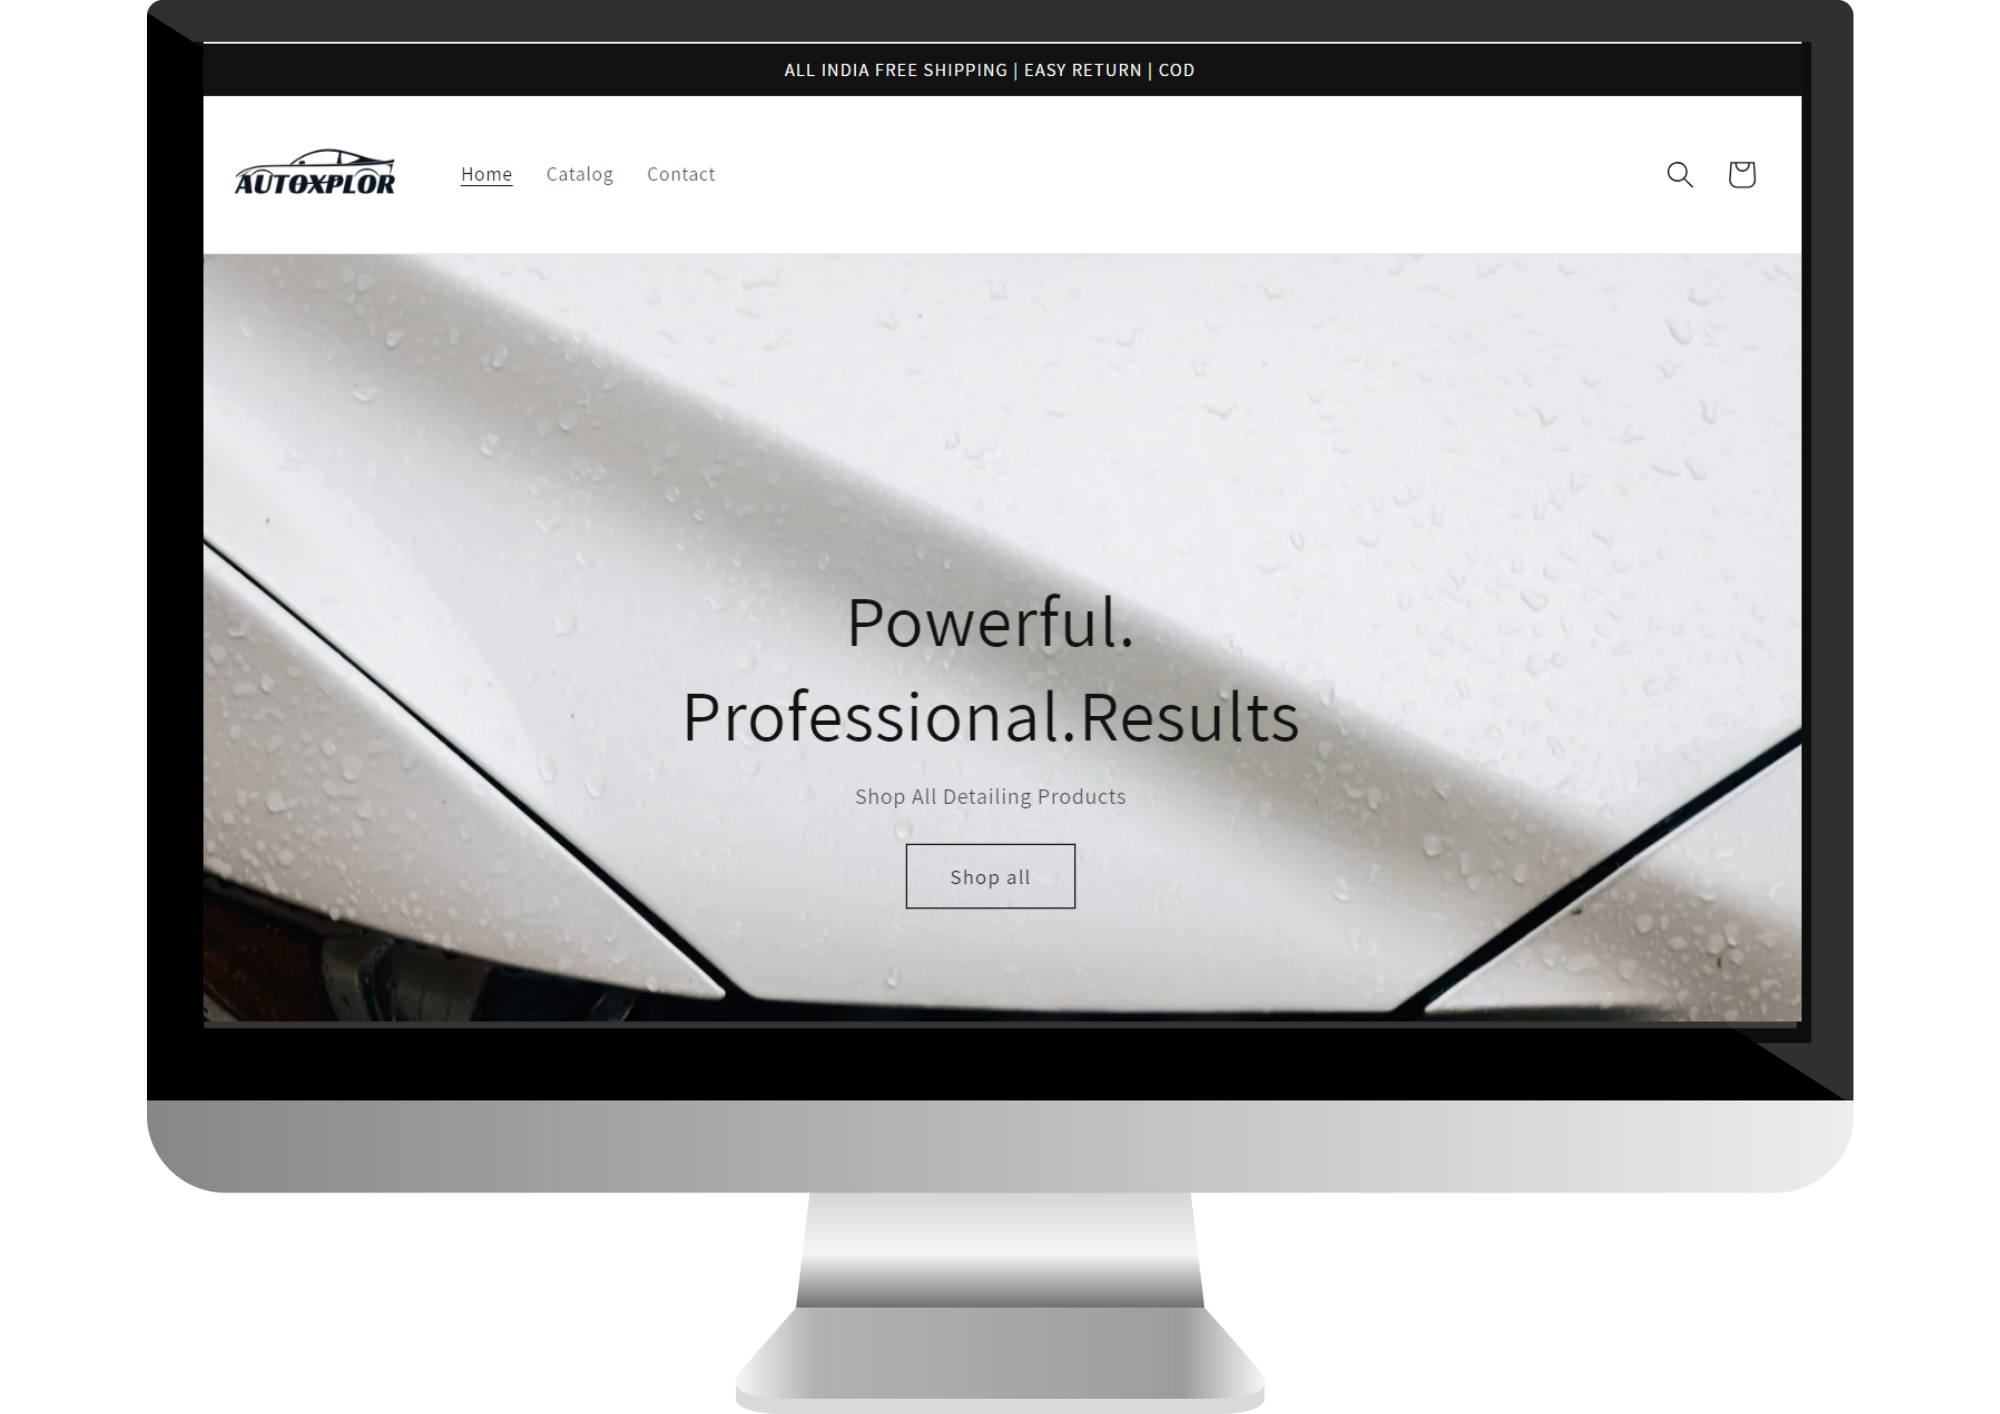 ALL INDIA FREE SHIPPING | EASY RETURN | COD
AUTOXPLOR
Home Catalog Contact
Powerful.
Professional.Results
Shop All Detailing Products
Shop all